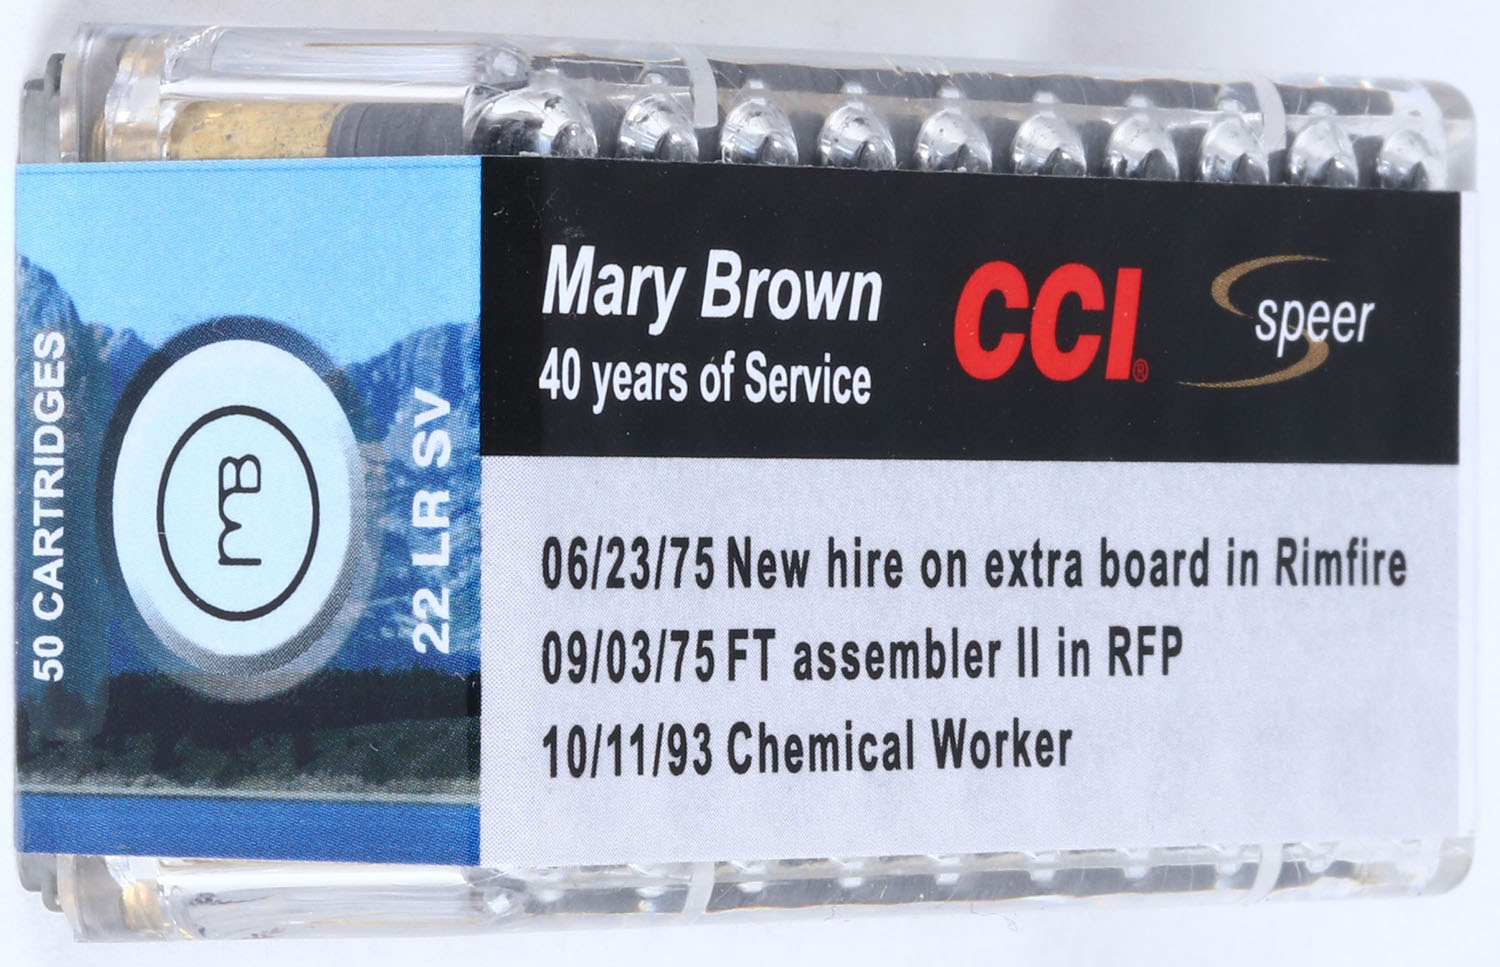 50 CARTRIDGES
MB
22 LR SV
Mary Brown
40 years of Service
CCI®
speer
06/23/75 New hire on extra board in Rimfire
09/03/75 FT assembler II in RFP
10/11/93 Chemical Worker